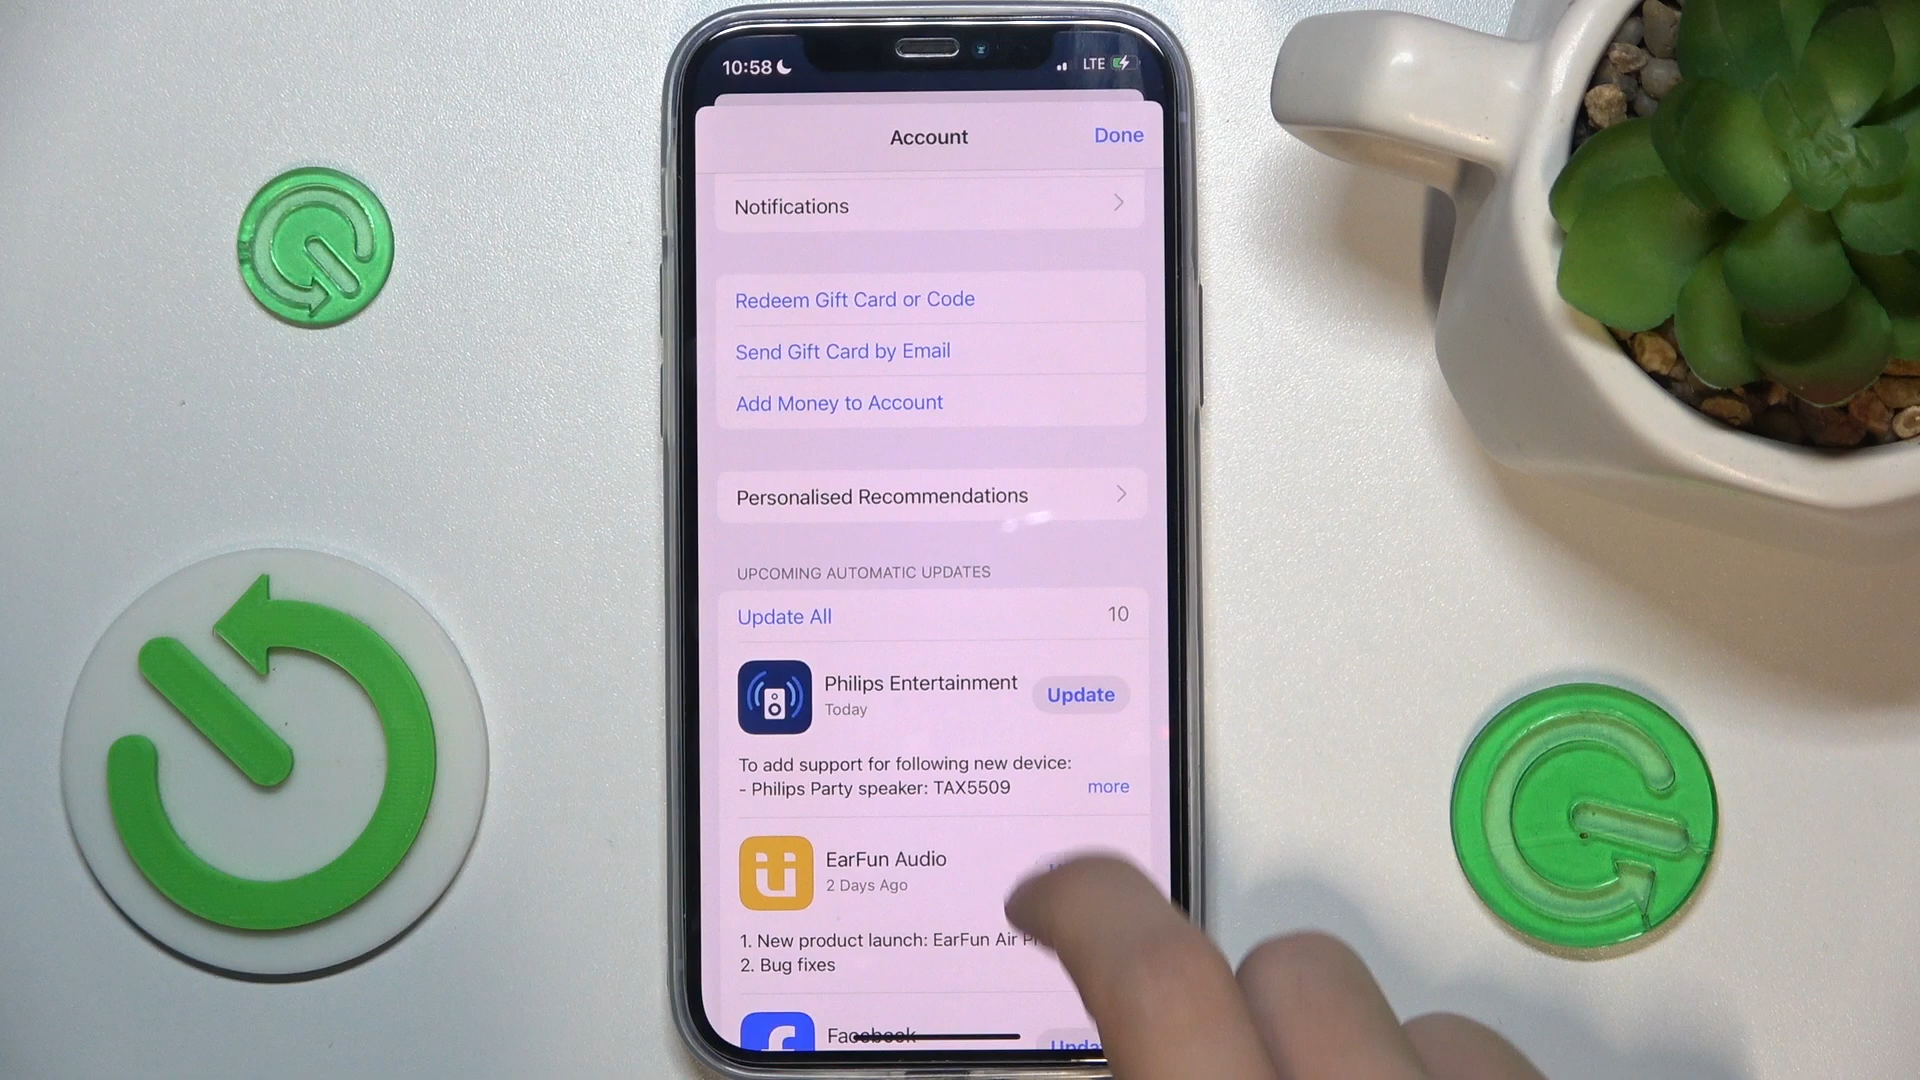 10:58
LTE
Account
Done
Notifications
Redeem Gift Card or Code
Send Gift Card by Email
Add Money to Account
Personalised Recommendations
UPCOMING AUTOMATIC UPDATES
Update All
10
Philips Entertainment
Today
Update
To add support for following new device:
- Philips Party speaker: TAX5509
more
EarFun Audio
2 Days Ago
1. New product launch: EarFun Air
2. Bug fixes
Facebook